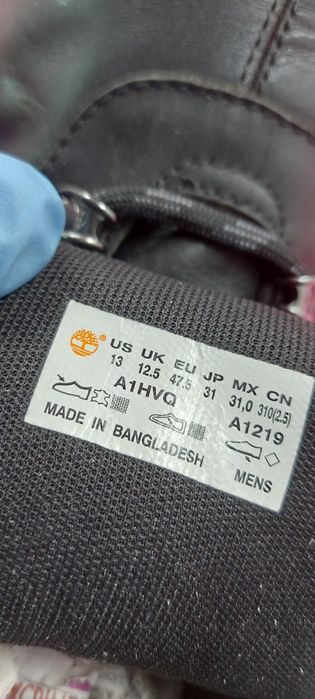 US UK EU JP MX CN
13 12.5 47.5 31 31,0 310(2.5)
A1HVQ A1219
MADE IN BANGLADESH MENS